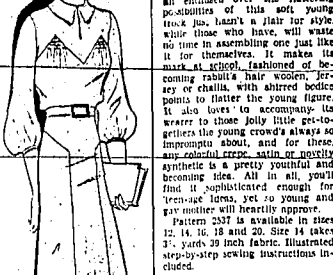 an enthused over the
possibilities of this soft young
frock just hasn't a flair for style
while those who have, will waste
no time in assembling one just like
it for themselves. It makes its
mark at school, fashioned of be-
coming rabbit's hair woolen, jer-
sey or challis, with shirred bodice
points to flatter the young figure.
It also loves to accompany its
wearer to those jolly little get-to-
gethers the young crowd's always so
impromptu about, and for these,
any colorful crepe, satin or novelty
synthetic is a pretty youthful and
becoming idea. All in all, you'll
find it sophisticated enough for
'teen-age ideas, yet so young and
gay mother will heartily approve.
Pattern 2537 is available in sizes
12, 14, 16, 18 and 20. Size 14 takes
3⅞ yards 39 inch fabric. Illustrated
step-by-step sewing instructions in-
cluded.